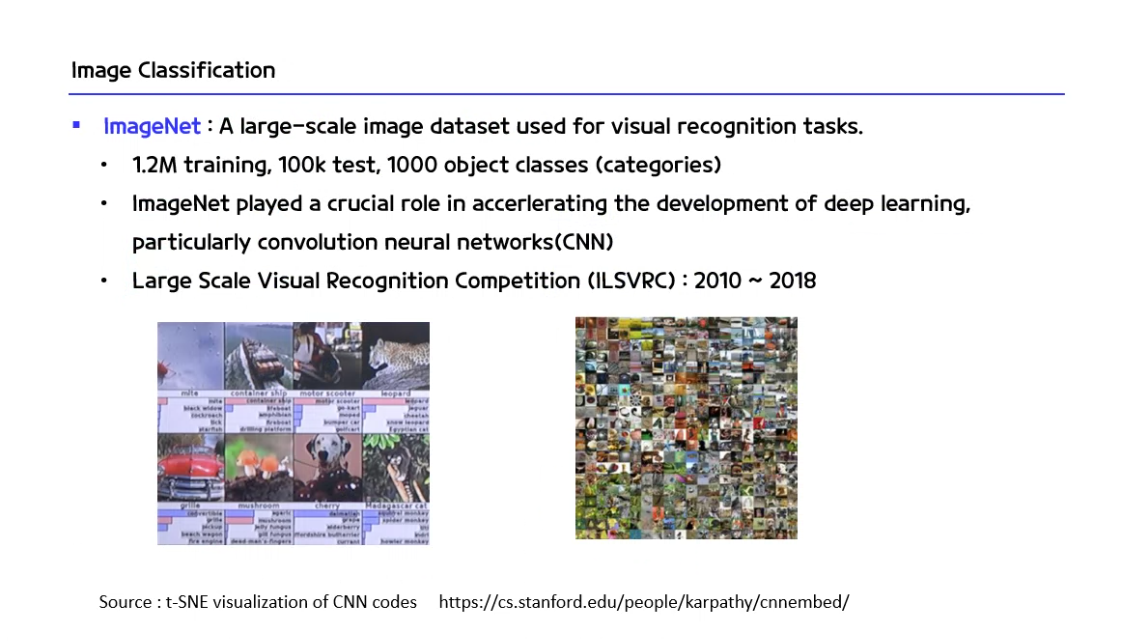 Image Classification
▪ ImageNet : A large-scale image dataset used for visual recognition tasks.
• 1.2M training, 100k test, 1000 object classes (categories)
• ImageNet played a crucial role in accerlerating the development of deep learning,
particularly convolution neural networks(CNN)
• Large Scale Visual Recognition Competition (ILSVRC) : 2010 ~ 2018
mite container ship motor scooter leopard
mite container ship motor scooter leopard
black widow lifeboat go-kart jaguar
cockroach amphibian moped cheetah
tick fireboat bumper car snow leopard
starfish drilling platform golfcart Egyptian cat
grille mushroom cherry Madagascar cat
convertible agaric dalmatian squirrel monkey
grille mushroom grape spider monkey
pickup jelly fungus elderberry titi
beach wagon gill fungus ffordshire bullterrier indri
fire engine dead-man's-fingers currant howler monkey
Source : t-SNE visualization of CNN codes https://cs.stanford.edu/people/karpathy/cnnembed/